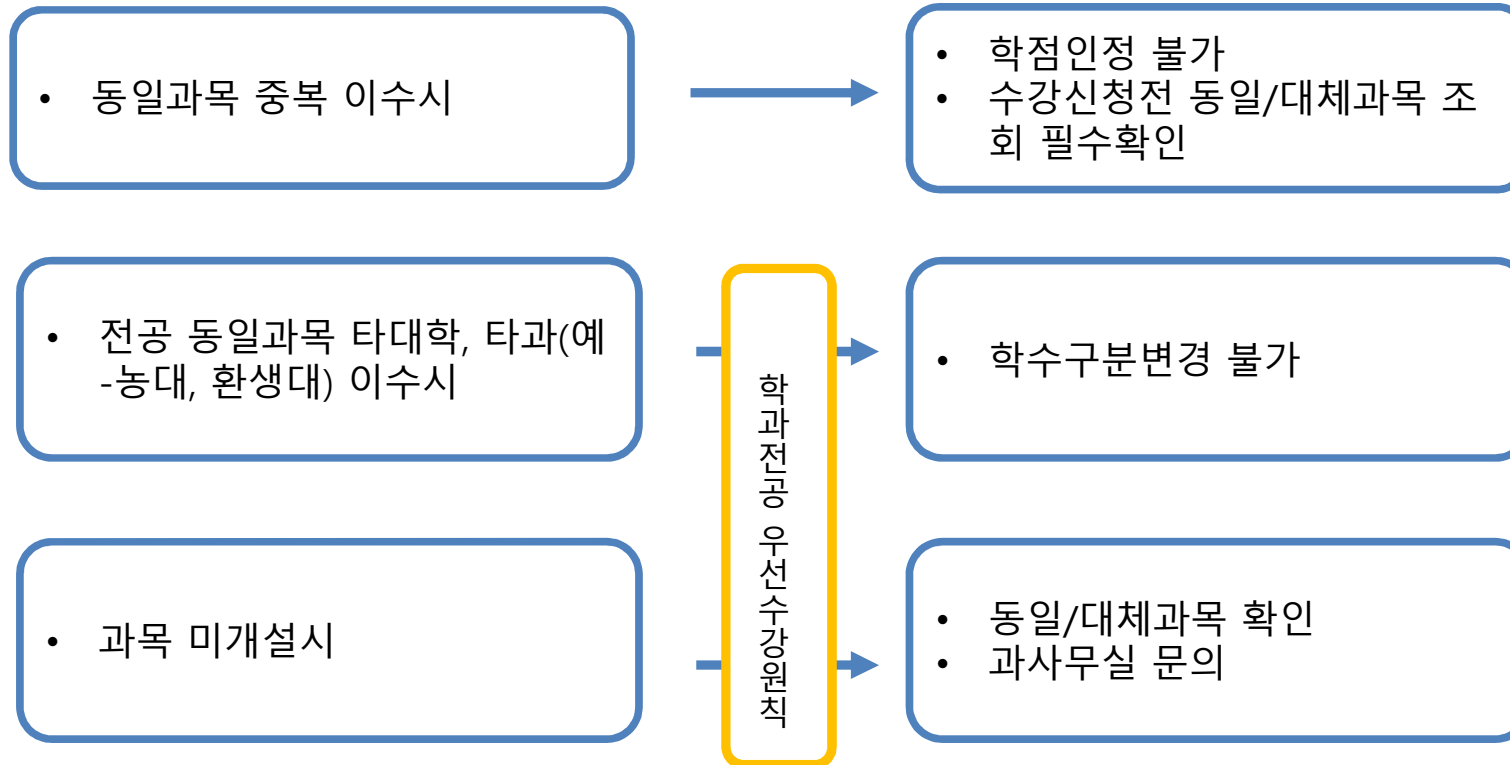 • 동일과목 중복 이수시
• 학점인정 불가
• 수강신청전 동일/대체과목 조
회 필수확인
• 전공 동일과목 타대학, 타과(예
-농대, 환생대) 이수시
학과전공 우선수강원칙
• 학수구분변경 불가
• 과목 미개설시
• 동일/대체과목 확인
• 과사무실 문의